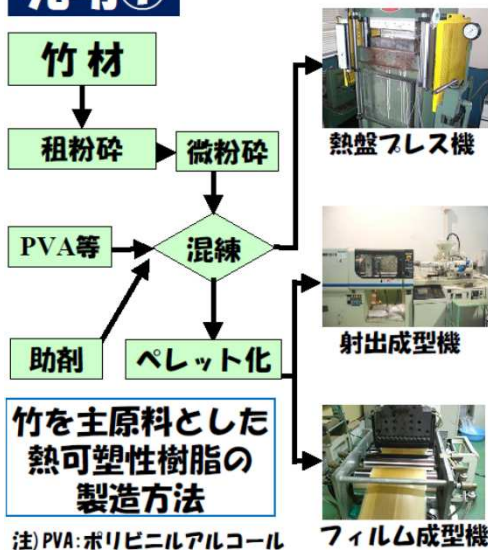 竹材
租粉砕
微粉砕
PVA等
混練
助剤
ペレット化
熱盤プレス機
射出成型機
フィルム成型機
竹を主原料とした
熱可塑性樹脂の
製造方法
注)PVA:ポリビニルアルコール